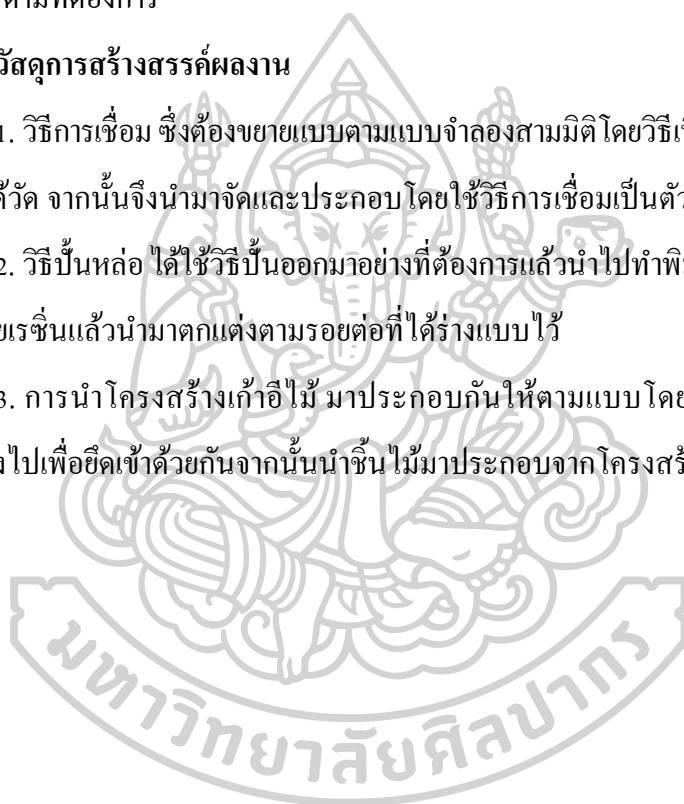 ตามที่ต้องการ
วัสดุการสร้างสรรค์ผลงาน
1. วิธีการเชื่อม ซึ่งต้องขยายแบบตามแบบจำลองสามมิติโดยวิธี
ได้วัด จากนั้นจึงนำมาจัดและประกอบโดยใช้วิธีการเชื่อมเป็นตัว
2. วิธีปั้นหล่อ ได้ใช้วิธีปั้นออกมาอย่างที่ต้องการแล้วนำไปทำ
ยเรซิ่นแล้วนำมาตกแต่งตามรอยต่อที่ได้ร่างแบบไว้
3. การนำโครงสร้างเก้าอี้ไม้ มาประกอบกันให้ตามแบบโดย
งไปเพื่อยึดเข้าด้วยกันจากนั้นนำชิ้นไม้มาประกอบจากโครงสร้
มหาวิทยาลัยศิลปากร